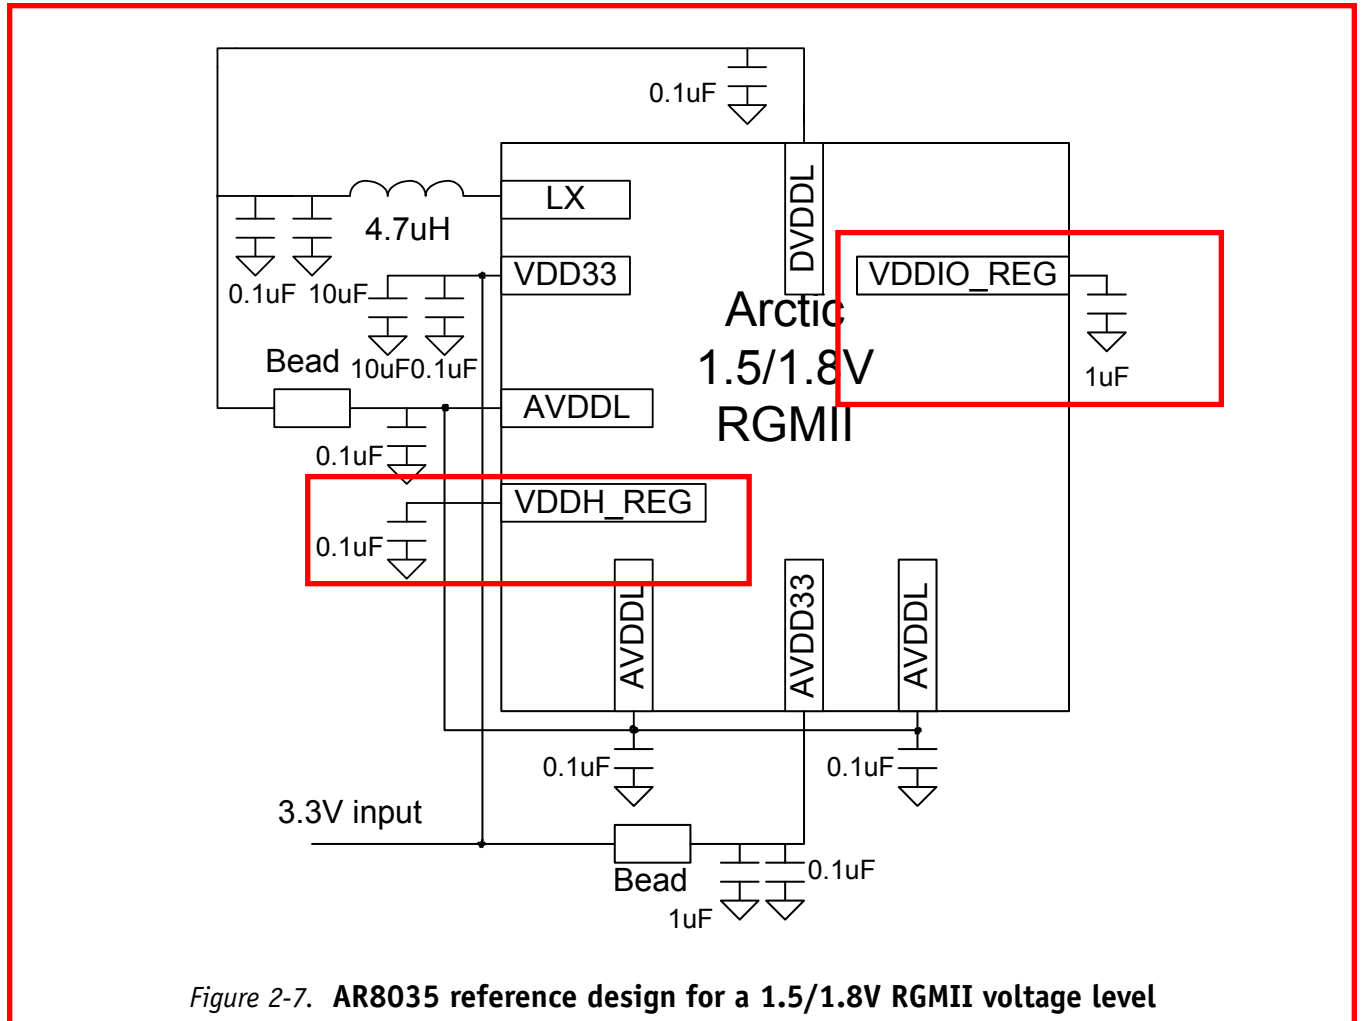 0.1uF
LX
DVDDL
4.7uH
VDD33
VDDIO_REG
0.1uF 10uF
Arctic
1.5/1.8V
RGMII
Bead
10uF0.1uF
1uF
AVDDL
0.1uF
VDDH_REG
0.1uF
AVDDL
AVDD33
AVDDL
0.1uF
0.1uF
3.3V input
Bead
0.1uF
1uF
Figure 2-7. AR8035 reference design for a 1.5/1.8V RGMII voltage level